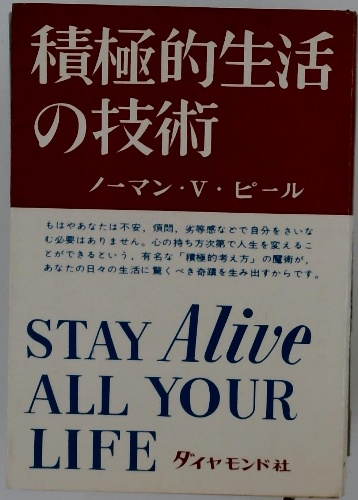 積極的生活
の技術
ノーマン・V・ピール
もはやあなたは不安、煩悶、劣等感などで自分をさいな
む必要はありません。心の持ち方次第で人生を変えるこ
とができるという、有名な「積極的考え方」の魔術が、
あなたの日々の生活に驚くべき奇蹟を生み出すからです。
STAY Alive
ALL YOUR
LIFE ダイヤモンド社